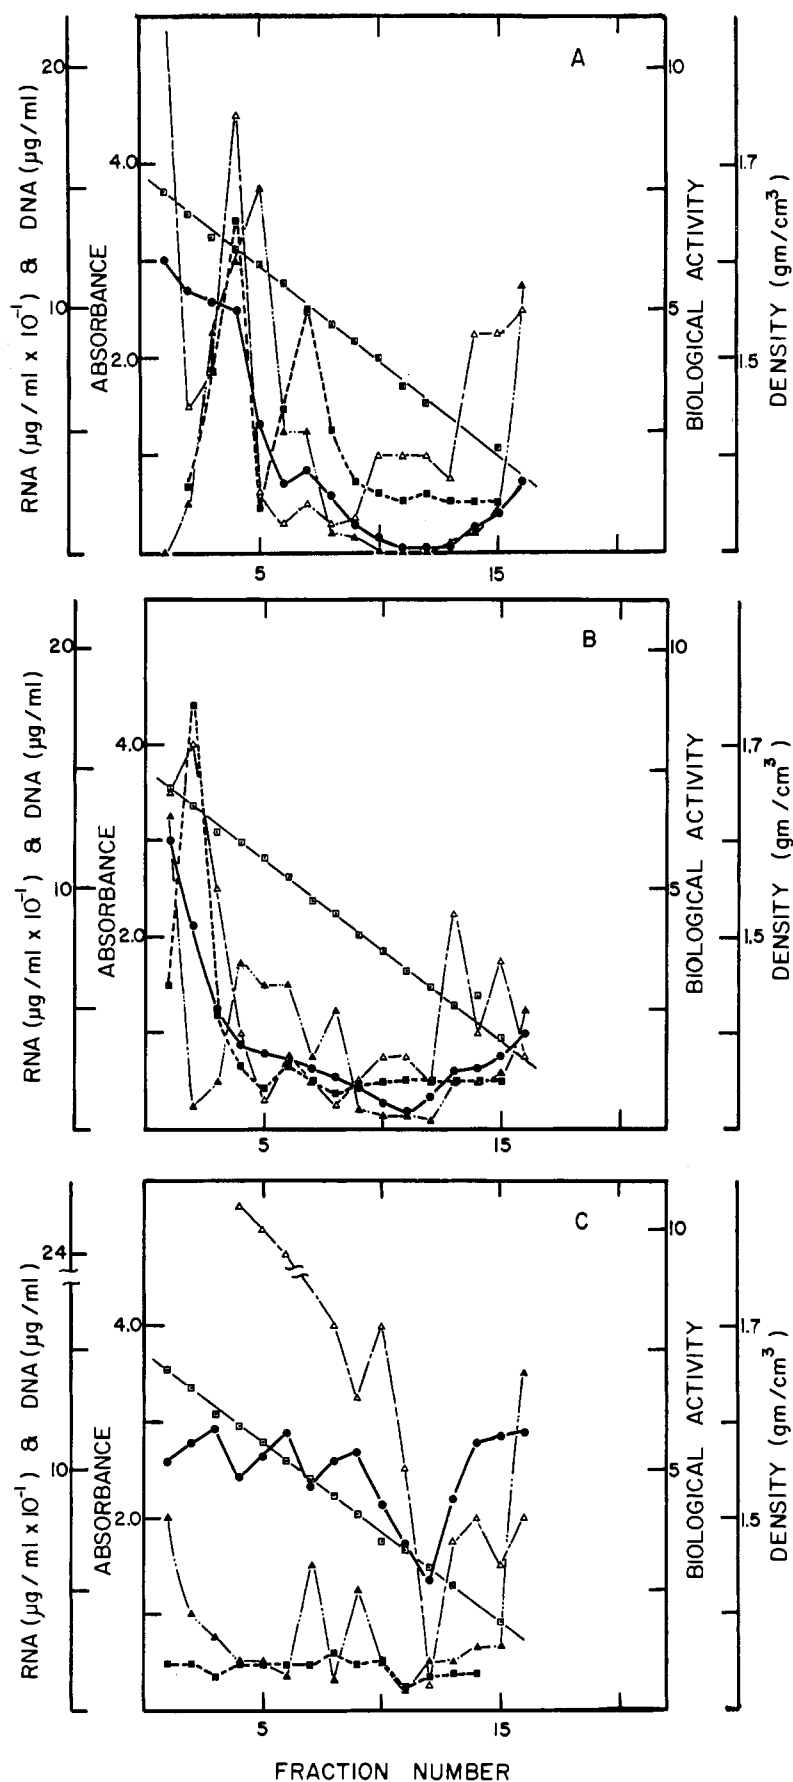 A
20
10
RNA (μg/ml x 10⁻¹) & DNA (μg/ml)
4.0
2.0
ABSORBANCE
10
5
BIOLOGICAL ACTIVITY
1.7
1.5
DENSITY (gm/cm³)
5
15
B
20
10
RNA (μg/ml x 10⁻¹) & DNA (μg/ml)
4.0
2.0
ABSORBANCE
10
5
BIOLOGICAL ACTIVITY
1.7
1.5
DENSITY (gm/cm³)
5
15
C
24
10
RNA (μg/ml x 10⁻¹) & DNA (μg/ml)
4.0
2.0
ABSORBANCE
10
5
BIOLOGICAL ACTIVITY
1.7
1.5
DENSITY (gm/cm³)
5
15
FRACTION NUMBER